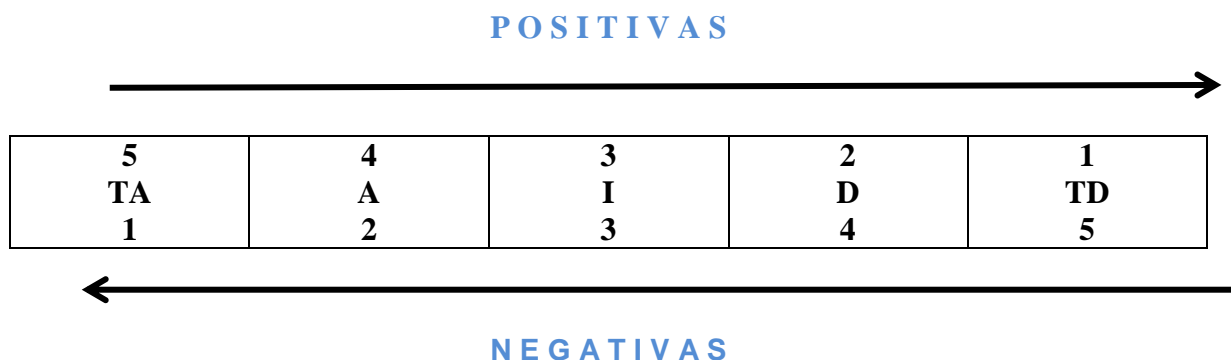 P O S I T I V A S
5 4 3 2 1
TA A I D TD
1 2 3 4 5
N E G A T I V A S